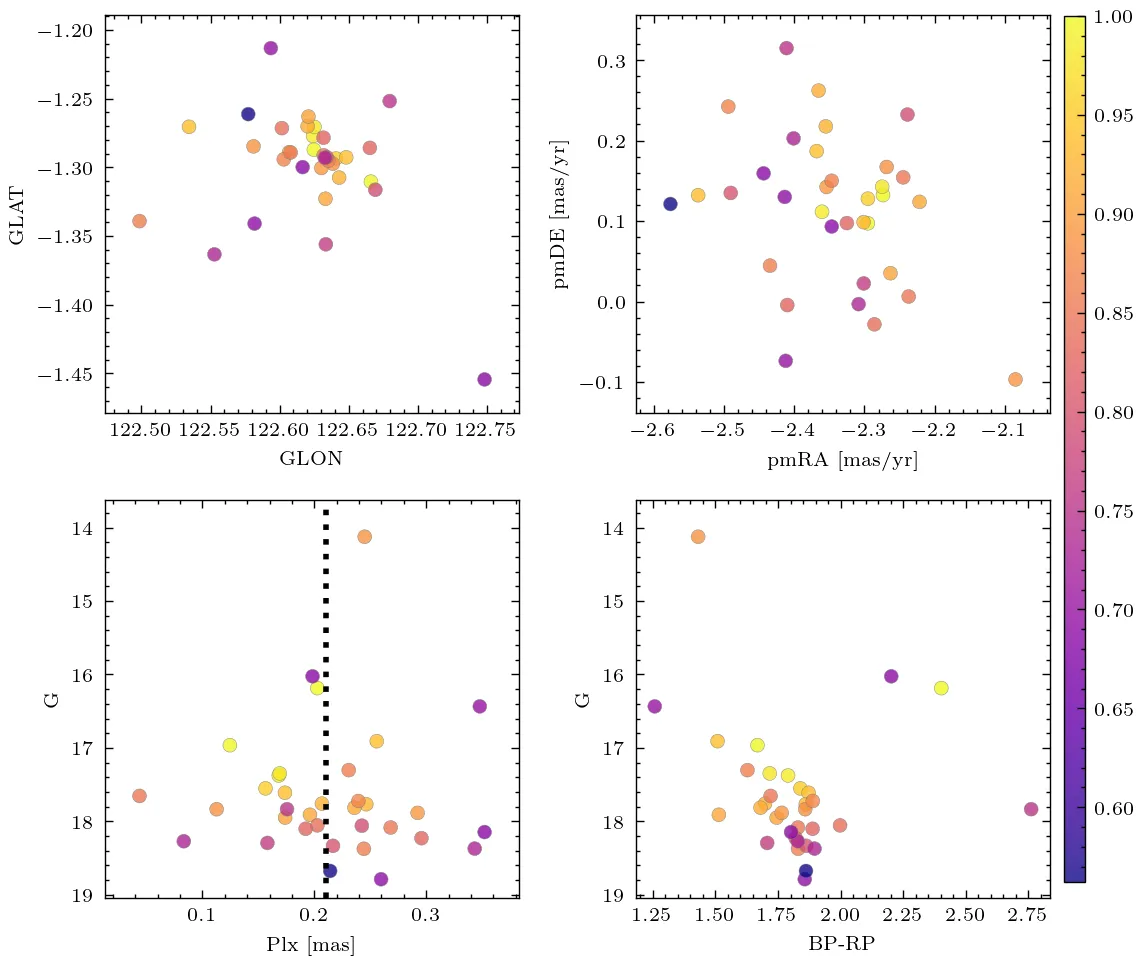 −1.20
−1.25
−1.30
−1.35
−1.40
−1.45
GLAT
122.50 122.55 122.60 122.65 122.70 122.75
GLON
0.3
0.2
0.1
0.0
−0.1
pmDE [mas/yr]
−2.6 −2.5 −2.4 −2.3 −2.2 −2.1
pmRA [mas/yr]
1.00
0.95
0.90
0.85
0.80
0.75
0.70
0.65
0.60
14
15
16
17
18
19
G
0.1 0.2 0.3
Plx [mas]
14
15
16
17
18
19
G
1.25 1.50 1.75 2.00 2.25 2.50 2.75
BP-RP